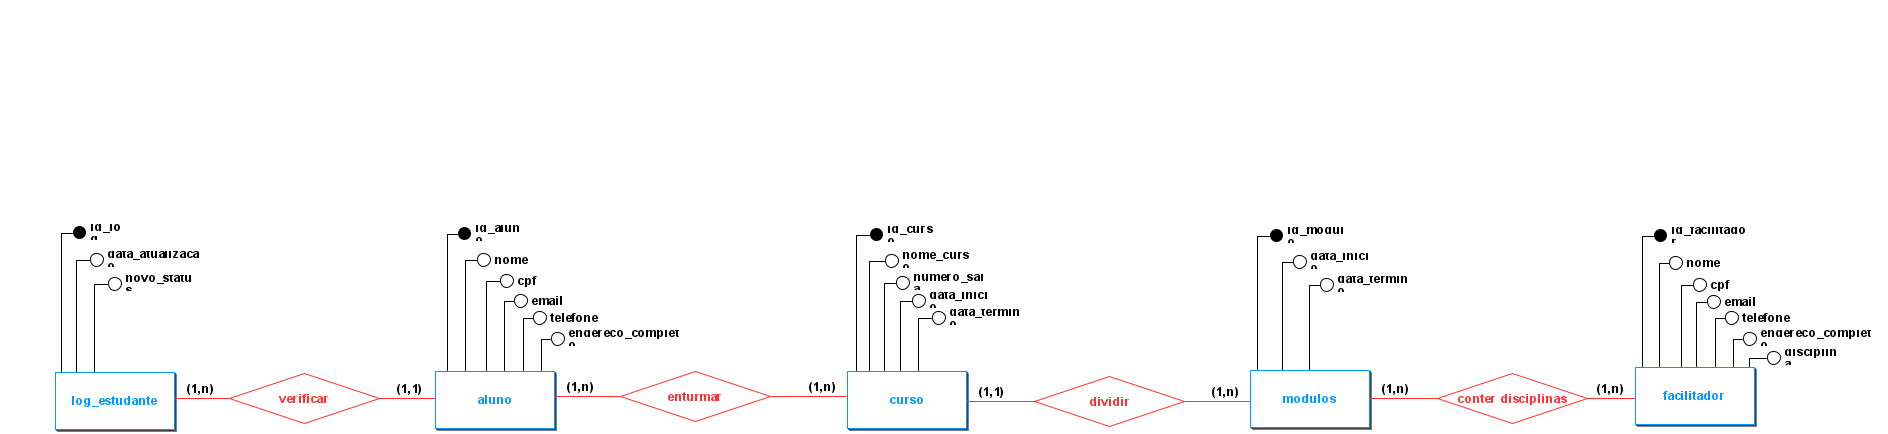 id_lo
g
data_atualizaca
o
novo_statu
s
log_estudante
(1,n)
verificar
(1,1)
id_alun
o
nome
cpf
email
telefone
endereco_complet
o
aluno
(1,n)
enturmar
(1,n)
id_curs
o
nome_curs
o
numero_sal
a
data_inici
o
data_termin
o
curso
(1,1)
dividir
(1,n)
id_modul
o
data_inici
o
data_termin
o
modulos
(1,n)
conter disciplinas
(1,n)
id_facilitado
r
nome
cpf
email
telefone
endereco_complet
o
disciplin
a
facilitador